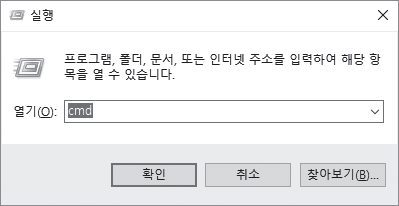 실행
프로그램, 폴더, 문서, 또는 인터넷 주소를 입력하여 해당 항
목을 열 수 있습니다.
열기(O): cmd
확인 취소 찾아보기(B)...